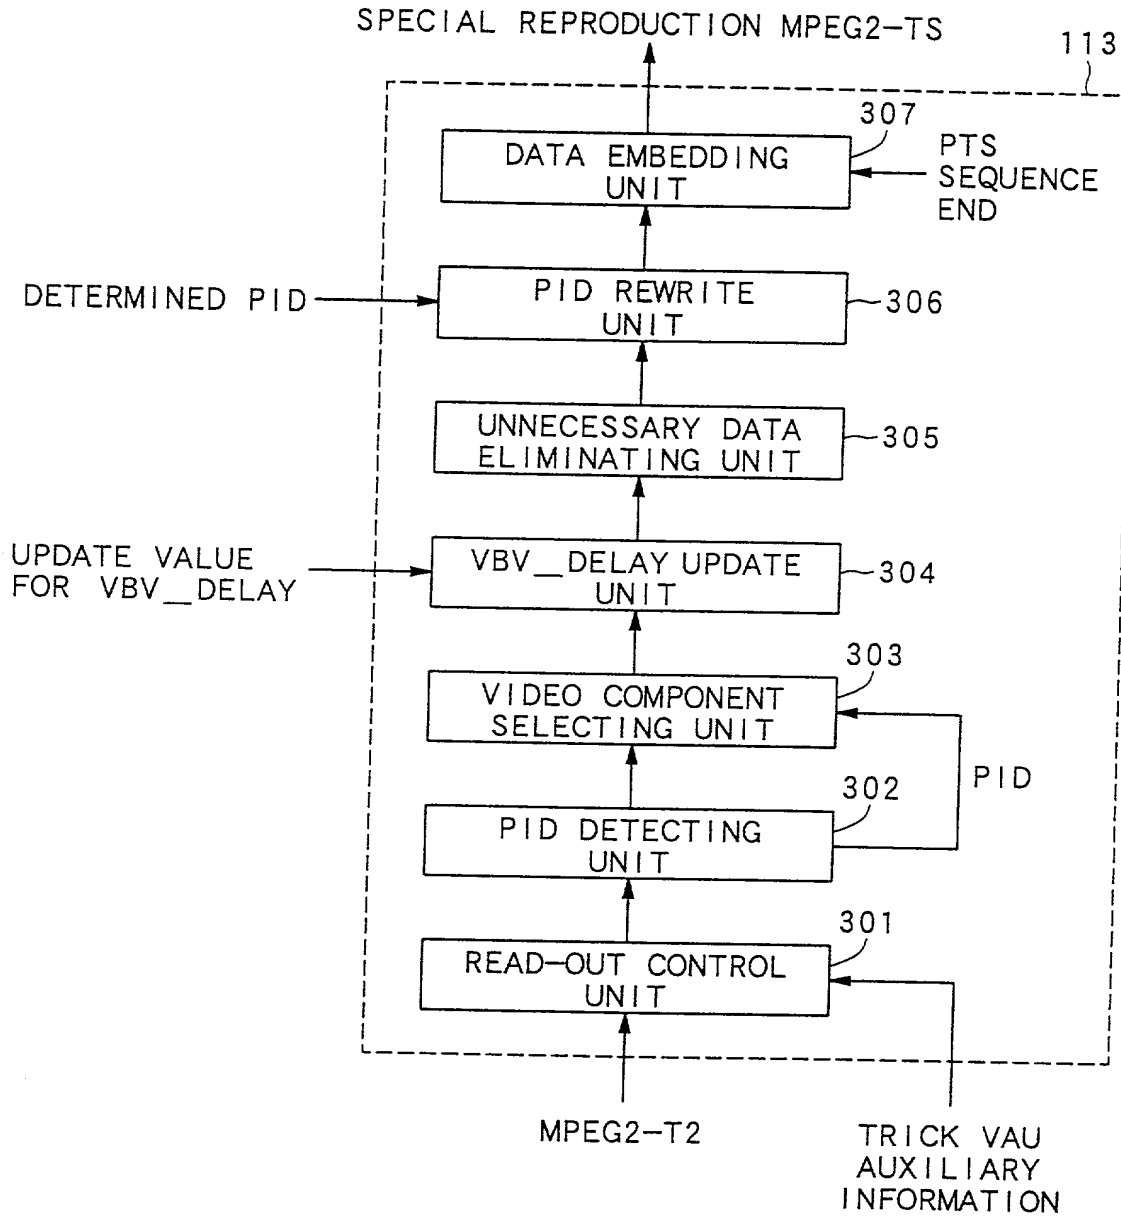 SPECIAL REPRODUCTION MPEG2-TS
113
307
DATA EMBEDDING
UNIT
PTS
SEQUENCE
END
DETERMINED PID
PID REWRITE
UNIT
306
UNNECESSARY DATA
ELIMINATING UNIT
305
UPDATE VALUE
FOR VBV__DELAY
VBV__DELAY UPDATE
UNIT
304
303
VIDEO COMPONENT
SELECTING UNIT
PID
302
PID DETECTING
UNIT
301
READ-OUT CONTROL
UNIT
MPEG2-T2
TRICK VAU
AUXILIARY
INFORMATION